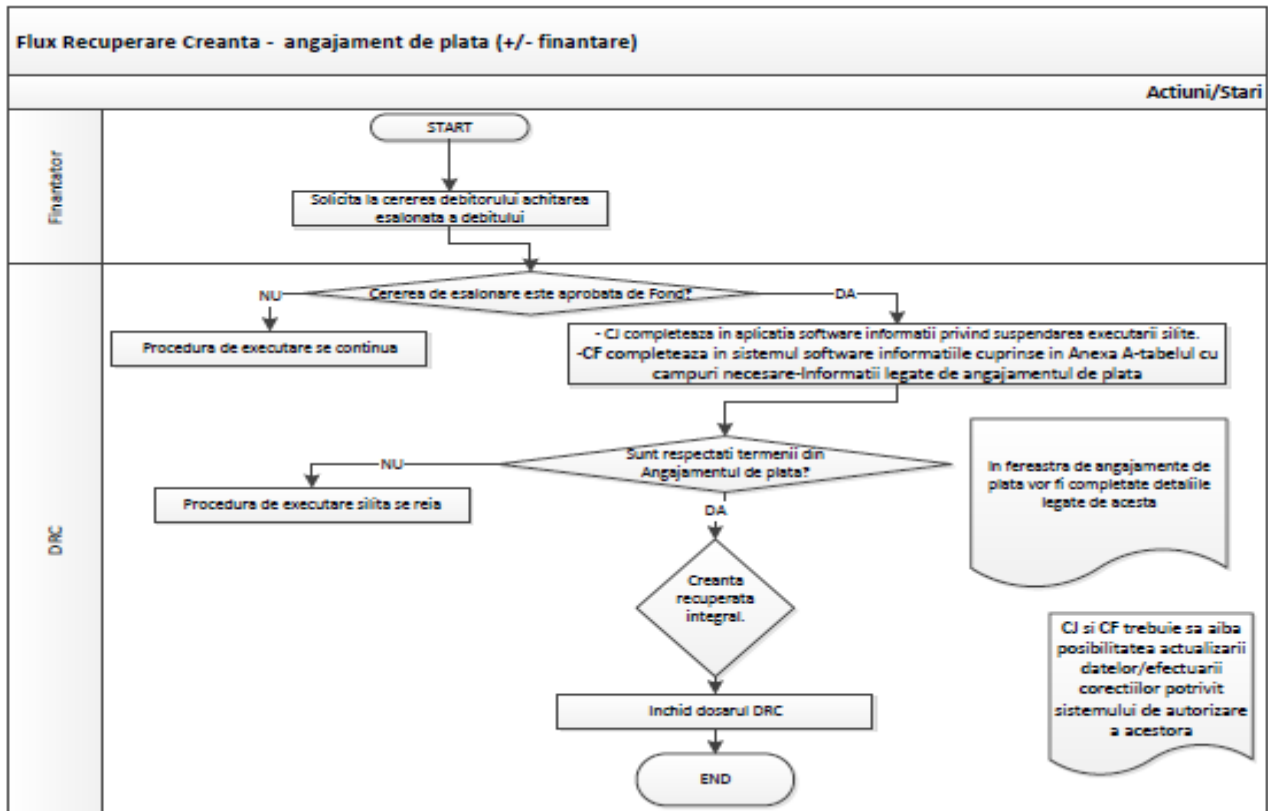 Flux Recuperare Creanta - angajament de plata (+/- finantare)
Actiuni/Stari
Finantator
START
Solicita la cererea debitorului achitarea
esalonata a debitului
DRC
Cererea de esalonare este aprobata de Fond?
NU
DA
Procedura de executare se continua
- CJ completeaza in aplicatia software informatii privind suspendarea executarii silite.
-CF completeaza in sistemul software informatiile cuprinse in Anexa A-tabelul cu
campuri necesare-Informatii legate de angajamentul de plata
Sunt respectati termenii din
Angajamentul de plata?
NU
DA
Procedura de executare silita se reia
In fereastra de angajamente de
plata vor fi completate detaliile
legate de acesta
Creanta
recuperata
integral.
CJ si CF trebuie sa aiba
posibilitatea actualizarii
datelor/efectuarii
corectiilor potrivit
sistemului de autorizare
a acestora
Inchid dosarul DRC
END